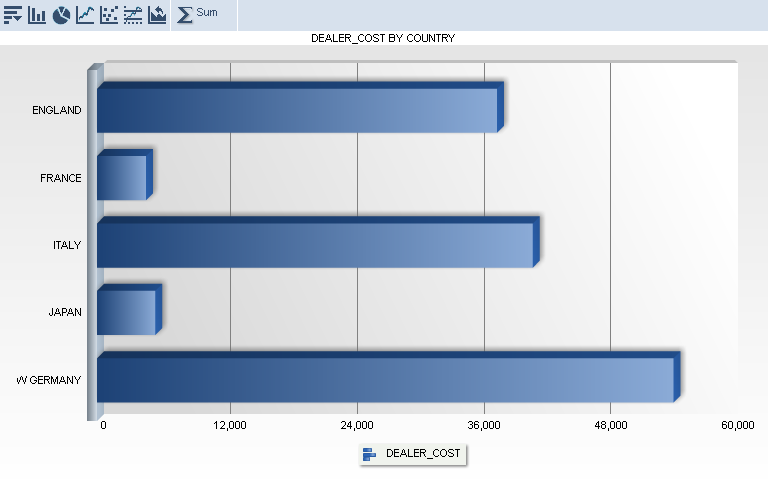 Sum
DEALER_COST BY COUNTRY
ENGLAND
FRANCE
ITALY
JAPAN
W GERMANY
0 12,000 24,000 36,000 48,000 60,000
DEALER_COST